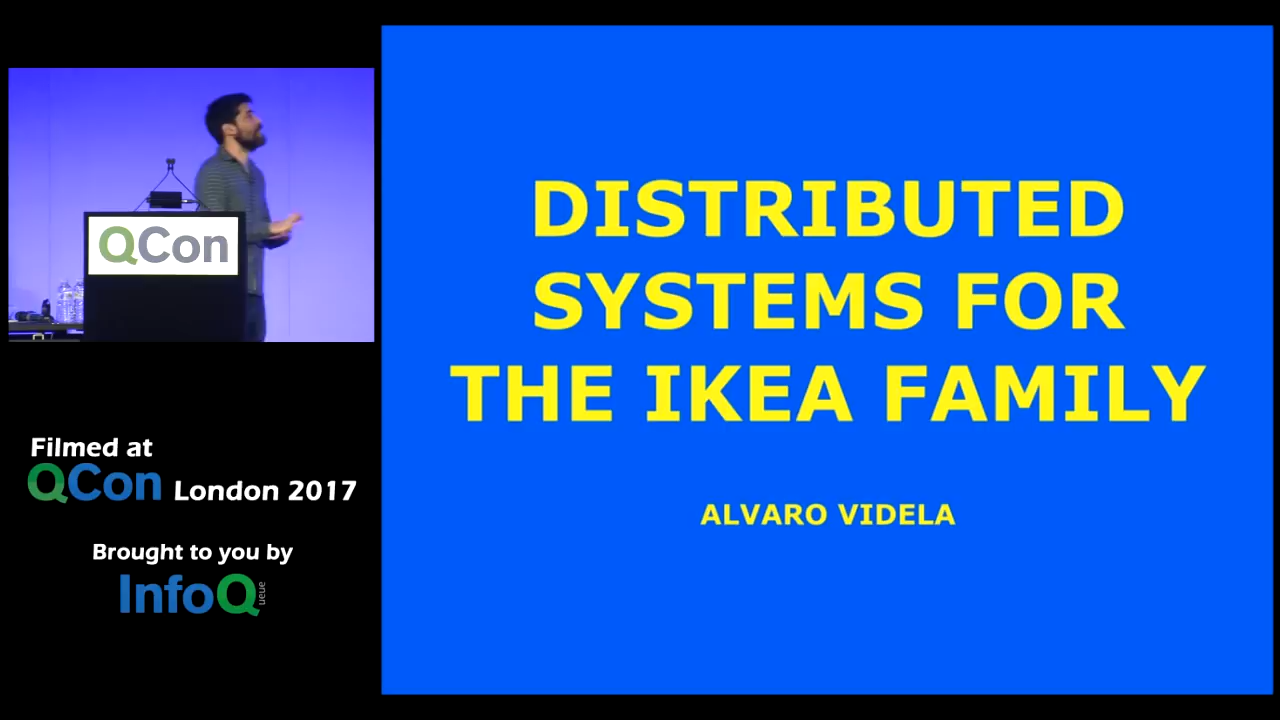 QCon
Filmed at
QCon London 2017
Brought to you by
InfoQ
ueue
DISTRIBUTED
SYSTEMS FOR
THE IKEA FAMILY
ALVARO VIDELA